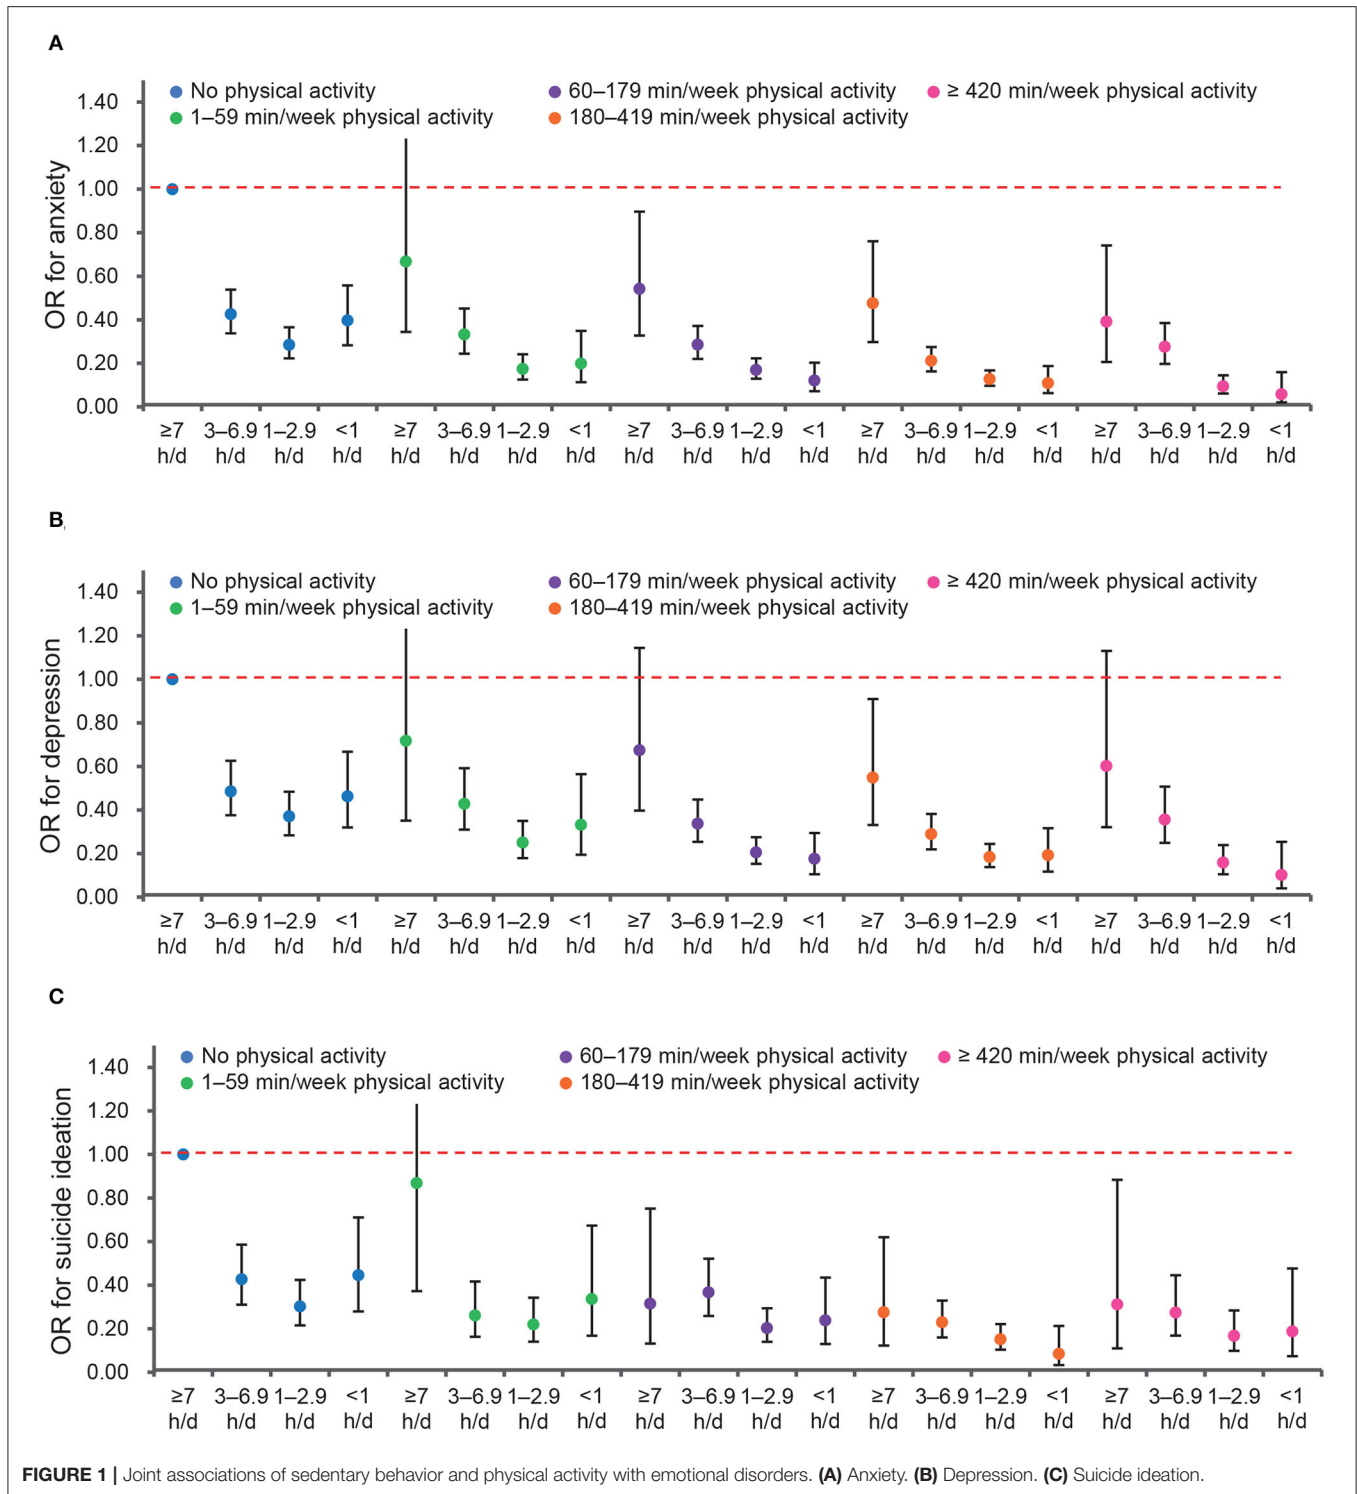 A
No physical activity
60–179 min/week physical activity
≥ 420 min/week physical activity
1–59 min/week physical activity
180–419 min/week physical activity
OR for anxiety
1.40
1.20
1.00
0.80
0.60
0.40
0.20
0.00
≥7 3–6.9 1–2.9 <1 ≥7 3–6.9 1–2.9 <1 ≥7 3–6.9 1–2.9 <1 ≥7 3–6.9 1–2.9 <1 ≥7 3–6.9 1–2.9 <1
h/d h/d h/d h/d h/d h/d h/d h/d h/d h/d h/d h/d h/d h/d h/d h/d h/d h/d h/d h/d
B
No physical activity
60–179 min/week physical activity
≥ 420 min/week physical activity
1–59 min/week physical activity
180–419 min/week physical activity
OR for depression
1.40
1.20
1.00
0.80
0.60
0.40
0.20
0.00
≥7 3–6.9 1–2.9 <1 ≥7 3–6.9 1–2.9 <1 ≥7 3–6.9 1–2.9 <1 ≥7 3–6.9 1–2.9 <1 ≥7 3–6.9 1–2.9 <1
h/d h/d h/d h/d h/d h/d h/d h/d h/d h/d h/d h/d h/d h/d h/d h/d h/d h/d h/d h/d
C
No physical activity
60–179 min/week physical activity
≥ 420 min/week physical activity
1–59 min/week physical activity
180–419 min/week physical activity
OR for suicide ideation
1.40
1.20
1.00
0.80
0.60
0.40
0.20
0.00
≥7 3–6.9 1–2.9 <1 ≥7 3–6.9 1–2.9 <1 ≥7 3–6.9 1–2.9 <1 ≥7 3–6.9 1–2.9 <1 ≥7 3–6.9 1–2.9 <1
h/d h/d h/d h/d h/d h/d h/d h/d h/d h/d h/d h/d h/d h/d h/d h/d h/d h/d h/d h/d
FIGURE 1 | Joint associations of sedentary behavior and physical activity with emotional disorders. (A) Anxiety. (B) Depression. (C) Suicide ideation.